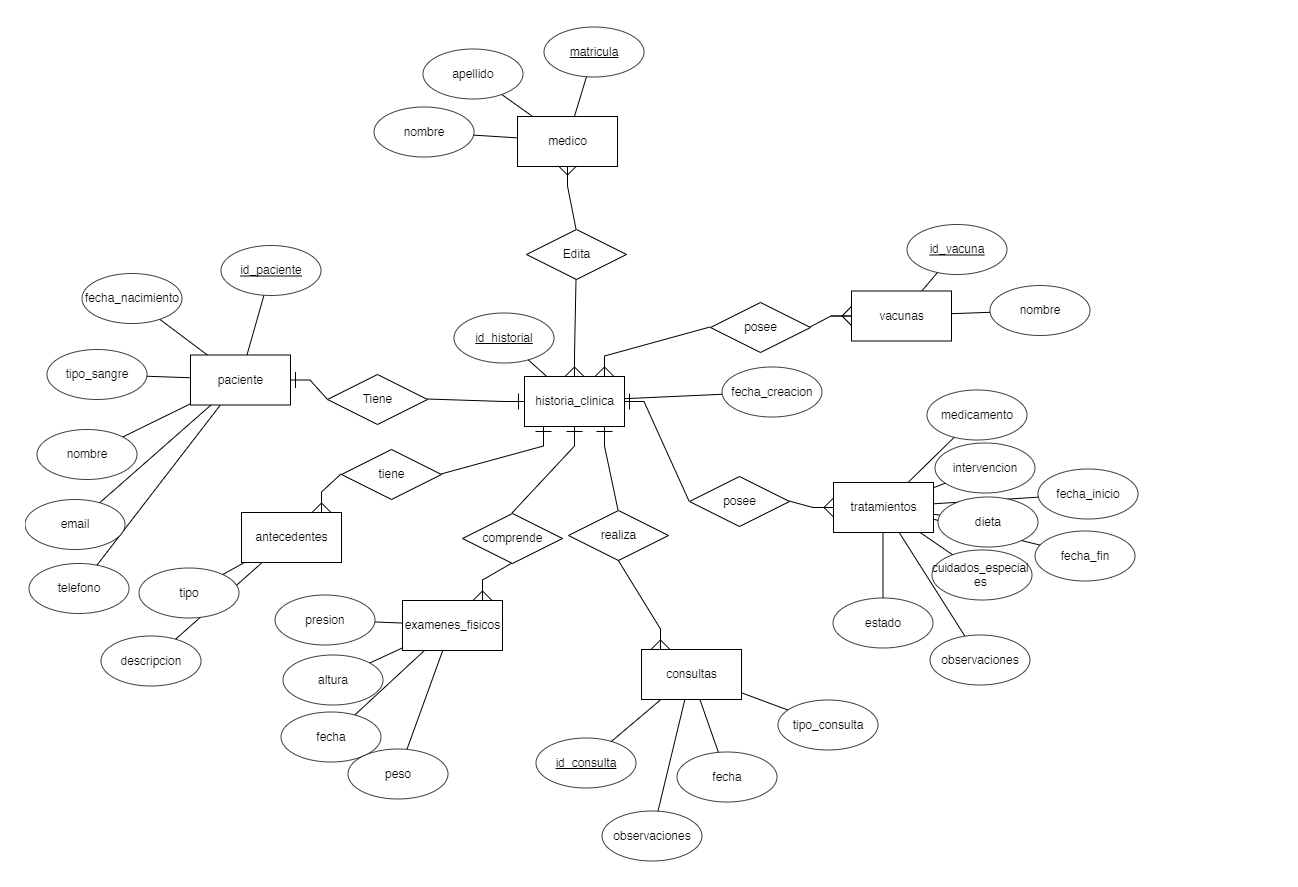 matricula
apellido
nombre
medico
Edita
id_vacuna
id_paciente
fecha_nacimiento
nombre
vacunas
posee
id_historial
tipo_sangre
paciente
Tiene
historia_clinica
fecha_creacion
medicamento
nombre
tiene
intervencion
fecha_inicio
posee
tratamientos
dieta
email
antecedentes
comprende
realiza
fecha_fin
cuidados_especial
es
telefono
tipo
presion
examenes_fisicos
estado
descripcion
observaciones
altura
consultas
fecha
tipo_consulta
id_consulta
peso
fecha
observaciones